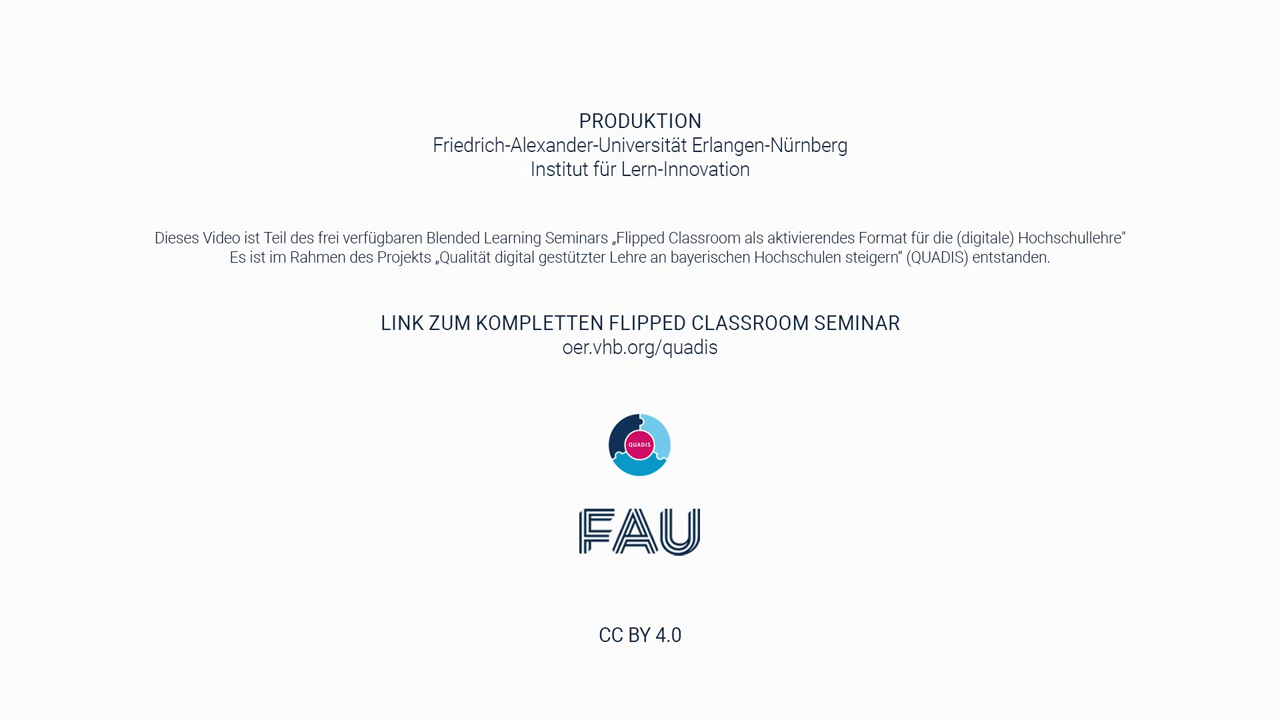 PRODUKTION
Friedrich-Alexander-Universität Erlangen-Nürnberg
Institut für Lern-Innovation
Dieses Video ist Teil des frei verfügbaren Blended Learning Seminars „Flipped Classroom als aktivierendes Format für die (digitale) Hochschullehre"
Es ist im Rahmen des Projekts „Qualität digital gestützter Lehre an bayerischen Hochschulen steigern“ (QUADIS) entstanden.
LINK ZUM KOMPLETTEN FLIPPED CLASSROOM SEMINAR
oer.vhb.org/quadis
QUADIS
FAU
CC BY 4.0